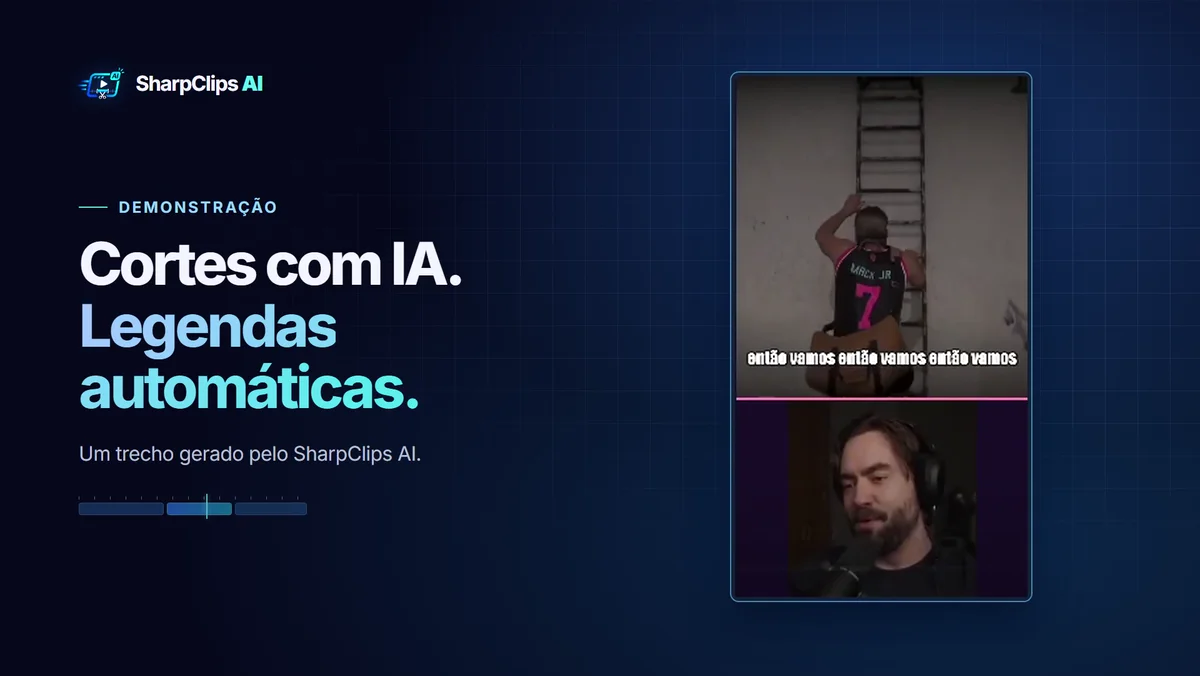 SharpClips AI
DEMONSTRAÇÃO
Cortes com IA.
Legendas
automáticas.
Um trecho gerado pelo SharpClips AI.
MARCK JR
7
então vamos então vamos então vamos